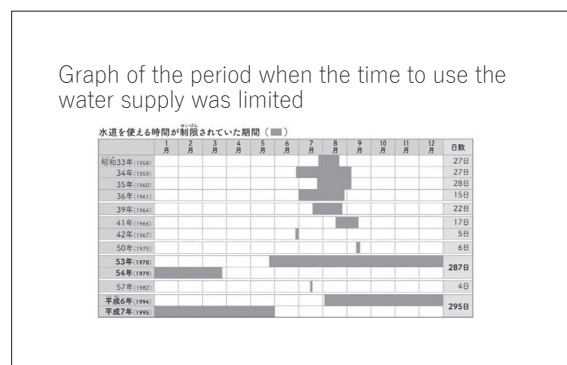 Graph of the period when the time to use the
water supply was limited
水道を使える時間が制限されていた期間(■)
1月 2月 3月 4月 5月 6月 7月 8月 9月 10月 11月 12月 日数
昭和33年(1958) 27日
34年(1959) 27日
35年(1960) 28日
36年(1961) 15日
39年(1964) 22日
41年(1966) 17日
42年(1967) 5日
50年(1975) 6日
53年(1978)
54年(1979) 287日
57年(1982) 4日
平成6年(1994)
平成7年(1995) 295日